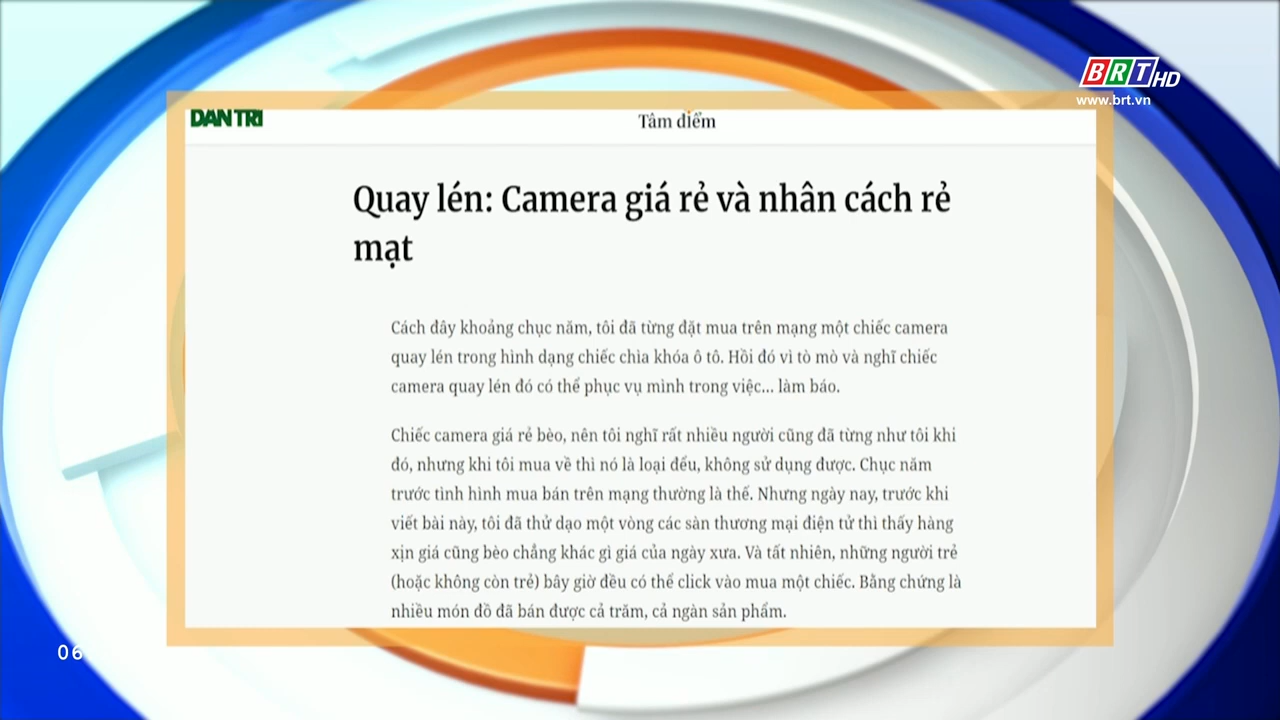 BRT HD
www.brt.vn
DÂN TRÍ
Tâm điểm
Quay lén: Camera giá rẻ và nhân cách rẻ
mạt
Cách đây khoảng chục năm, tôi đã từng đặt mua trên mạng một chiếc camera
quay lén trong hình dạng chiếc chìa khóa ô tô. Hồi đó vì tò mò và nghĩ chiếc
camera quay lén đó có thể phục vụ mình trong việc... làm báo.
Chiếc camera giá rẻ bèo, nên tôi nghĩ rất nhiều người cũng đã từng như tôi khi
đó, nhưng khi tôi mua về thì nó là loại đểu, không sử dụng được. Chục năm
trước tình hình mua bán trên mạng thường là thế. Nhưng ngày nay, trước khi
viết bài này, tôi đã thử dạo một vòng các sàn thương mại điện tử thì thấy hàng
xịn giá cũng bèo chẳng khác gì giá của ngày xưa. Và tất nhiên, những người trẻ
(hoặc không còn trẻ) bây giờ đều có thể click vào mua một chiếc. Bằng chứng là
nhiều món đồ đã bán được cả trăm, cả ngàn sản phẩm.
06